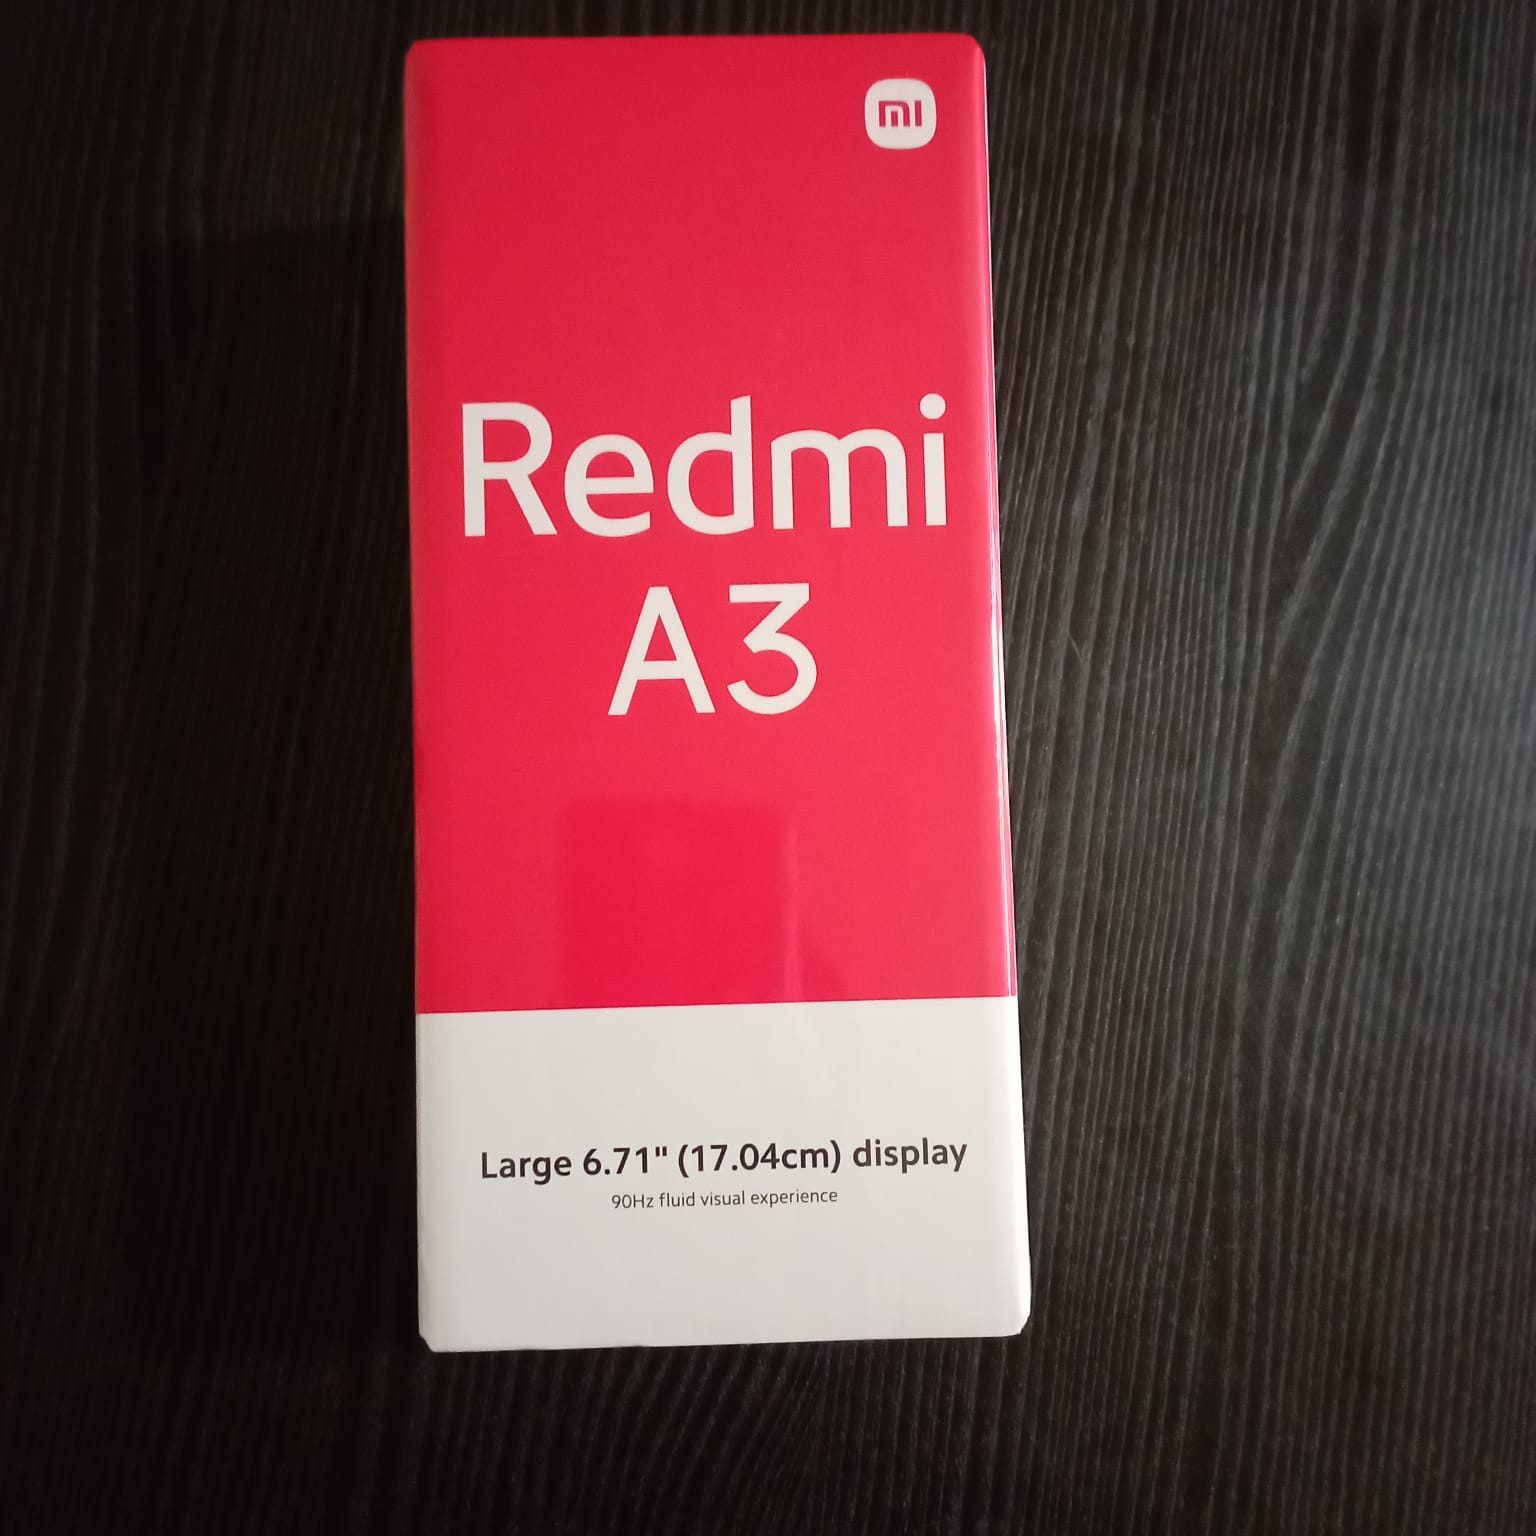 mi
Redmi
A3
Large 6.71" (17.04cm) display
90Hz fluid visual experience